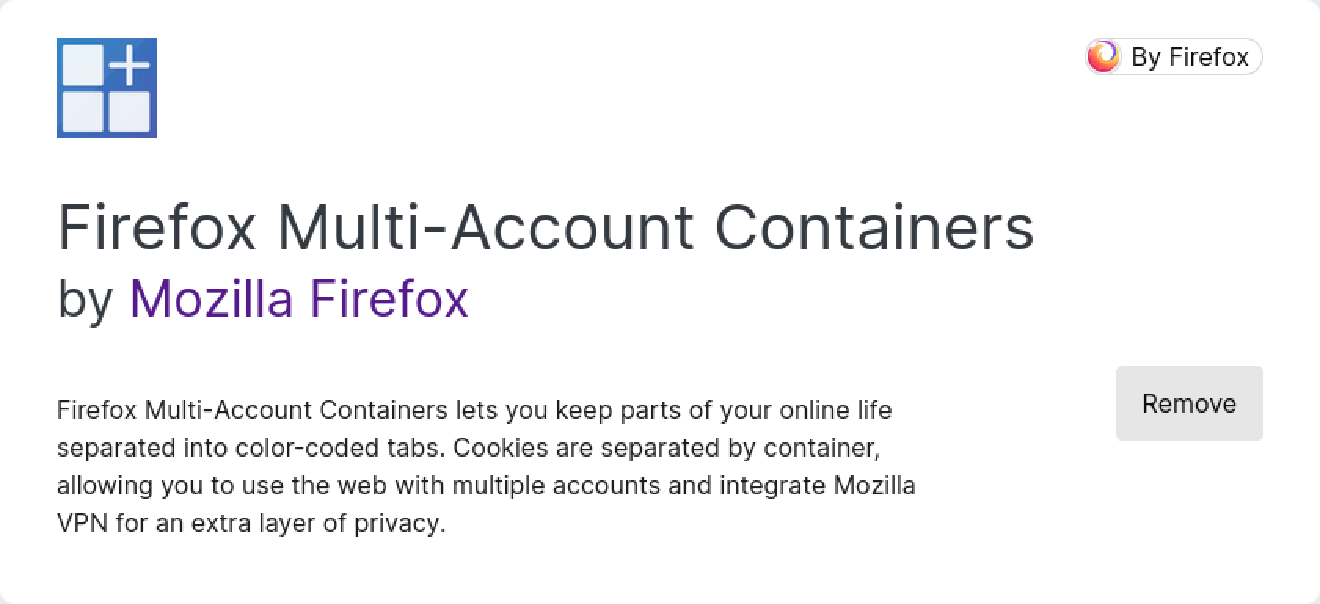 By Firefox
Firefox Multi-Account Containers
by Mozilla Firefox
Firefox Multi-Account Containers lets you keep parts of your online life
separated into color-coded tabs. Cookies are separated by container,
allowing you to use the web with multiple accounts and integrate Mozilla
VPN for an extra layer of privacy.
Remove